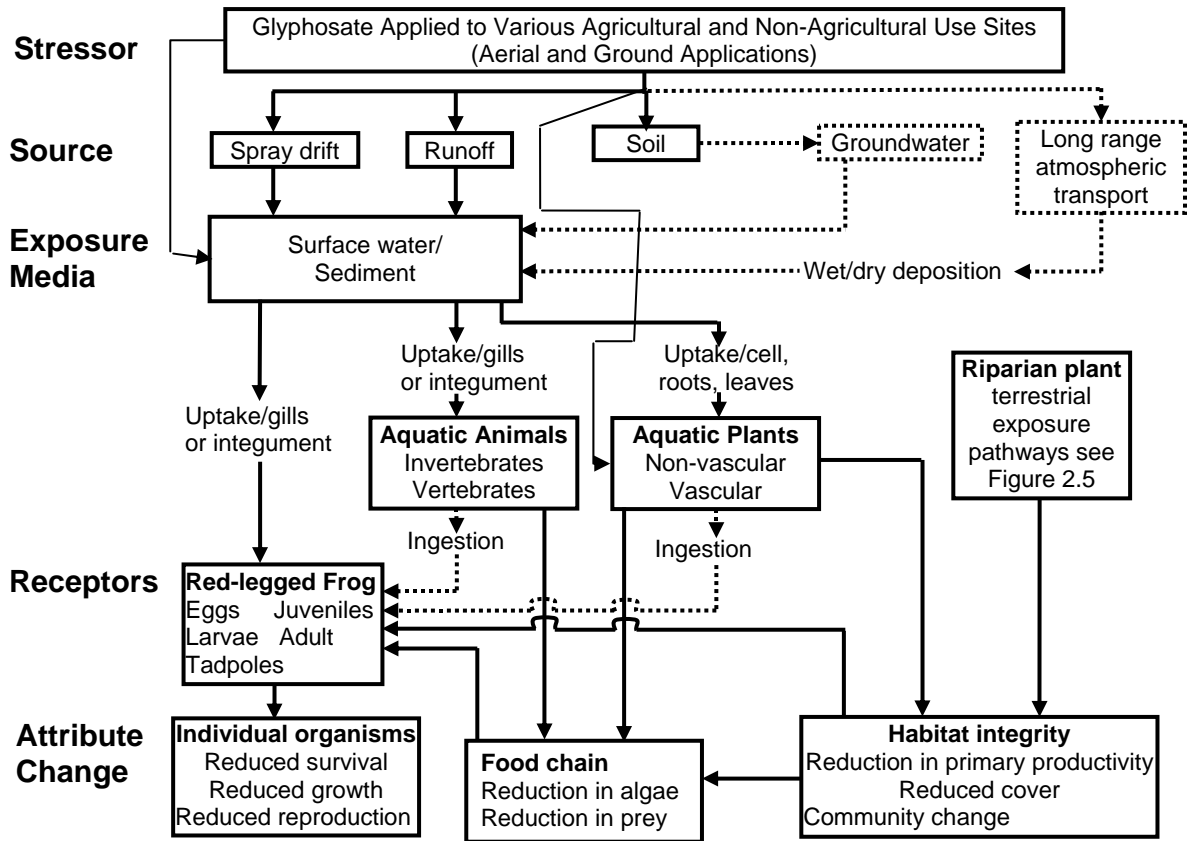 Stressor
Glyphosate Applied to Various Agricultural and Non-Agricultural Use Sites
(Aerial and Ground Applications)
Source
Spray drift
Runoff
Soil
Groundwater
Long range
atmospheric
transport
Exposure
Media
Surface water/
Sediment
Wet/dry deposition
Uptake/gills
or integument
Uptake/gills
or integument
Uptake/cell,
roots, leaves
Riparian plant
terrestrial
exposure
pathways see
Figure 2.5
Aquatic Animals
Invertebrates
Vertebrates
Aquatic Plants
Non-vascular
Vascular
Ingestion
Ingestion
Receptors
Red-legged Frog
Eggs Juveniles
Larvae Adult
Tadpoles
Attribute
Change
Individual organisms
Reduced survival
Reduced growth
Reduced reproduction
Food chain
Reduction in algae
Reduction in prey
Habitat integrity
Reduction in primary productivity
Reduced cover
Community change